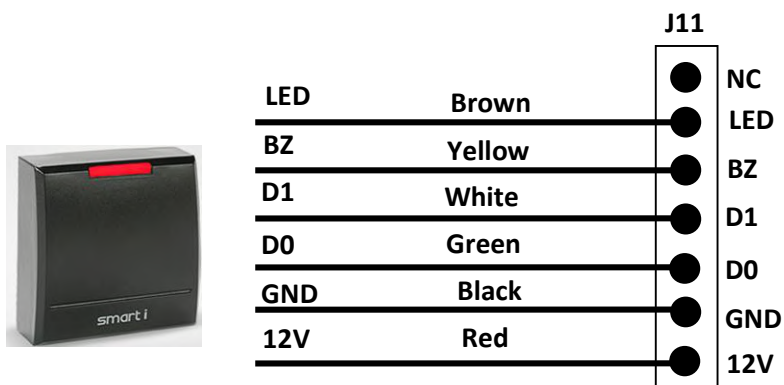 J11
NC
LED Brown LED
BZ Yellow BZ
D1 White D1
D0 Green D0
GND Black GND
12V Red 12V
smart i